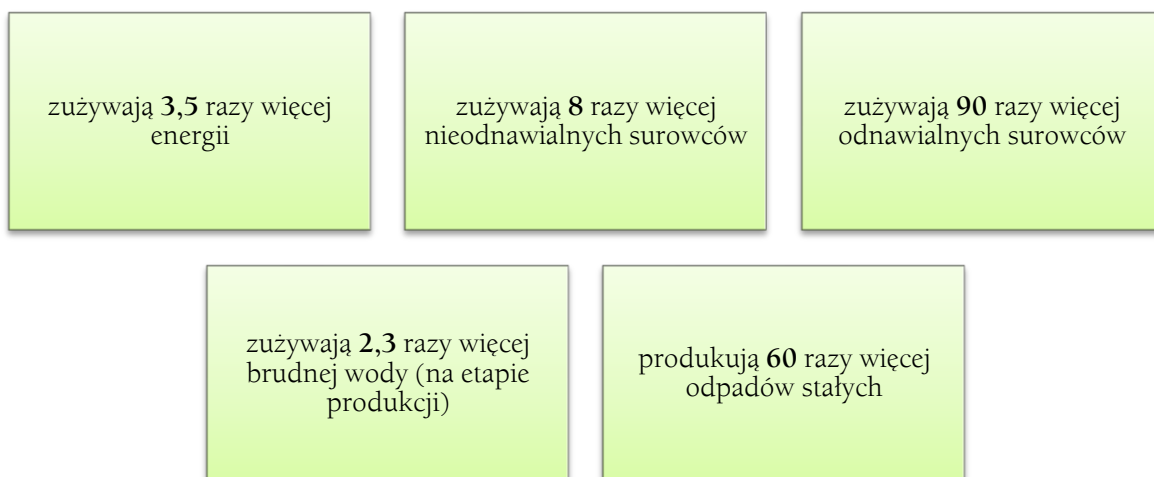 zużywają 3,5 razy więcej
energii
zużywają 8 razy więcej
nieodnawialnych surowców
zużywają 90 razy więcej
odnawialnych surowców
zużywają 2,3 razy więcej
brudnej wody (na etapie
produkcji)
produkują 60 razy więcej
odpadów stałych